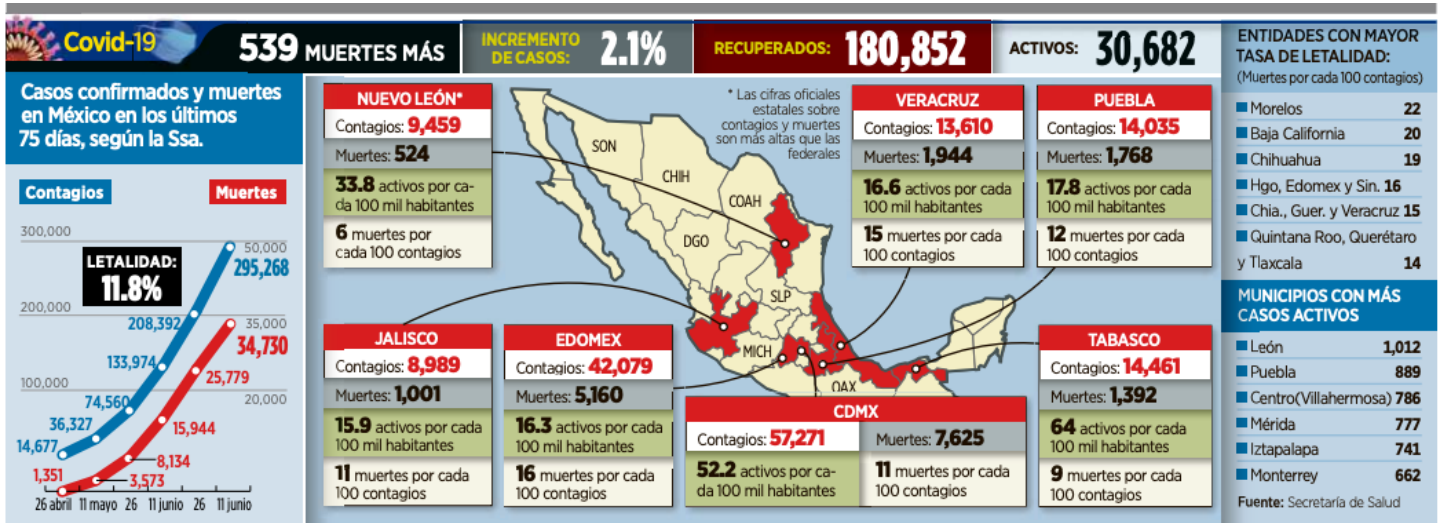 Covid-19
539 MUERTES MÁS
INCREMENTO
DE CASOS:
2.1%
RECUPERADOS: 180,852
ACTIVOS: 30,682
Casos confirmados y muertes
en México en los últimos
75 días, según la Ssa.
Contagios
Muertes
300,000
50,000
LETALIDAD:
11.8%
295,268
200,000
208,392
35,000
34,730
133,974
100,000
25,779
20,000
74,560
36,327
15,944
14,677
8,134
1,351
3,573
26 abril 11 mayo 26 11 junio 26 11 junio
NUEVO LEÓN*
Contagios: 9,459
Muertes: 524
33.8 activos por ca-
da 100 mil habitantes
6 muertes por
cada 100 contagios
* Las cifras oficiales
estatales sobre
contagios y muertes
son más altas que las
federales
VERACRUZ
Contagios: 13,610
Muertes: 1,944
16.6 activos por cada
100 mil habitantes
15 muertes por cada
100 contagios
PUEBLA
Contagios: 14,035
Muertes: 1,768
17.8 activos por cada
100 mil habitantes
12 muertes por cada
100 contagios
SON
CHIH
COAH
DGO
SLP
MICH
OAX
JALISCO
Contagios: 8,989
Muertes: 1,001
15.9 activos por cada
100 mil habitantes
11 muertes por cada
100 contagios
EDOMEX
Contagios: 42,079
Muertes: 5,160
16.3 activos por cada
100 mil habitantes
16 muertes por cada
100 contagios
CDMX
Contagios: 57,271
Muertes: 7,625
52.2 activos por ca-
da 100 mil habitantes
11 muertes por cada
100 contagios
TABASCO
Contagios: 14,461
Muertes: 1,392
64 activos por cada
100 mil habitantes
9 muertes por cada
100 contagios
ENTIDADES CON MAYOR
TASA DE LETALIDAD:
(Muertes por cada 100 contagios)
Morelos 22
Baja California 20
Chihuahua 19
Hgo, Edomex y Sin. 16
Chia., Guer. y Veracruz 15
Quintana Roo, Querétaro
y Tlaxcala 14
MUNICIPIOS CON MÁS
CASOS ACTIVOS
León 1,012
Puebla 889
Centro(Villahermosa) 786
Mérida 777
Iztapalapa 741
Monterrey 662
Fuente: Secretaría de Salud